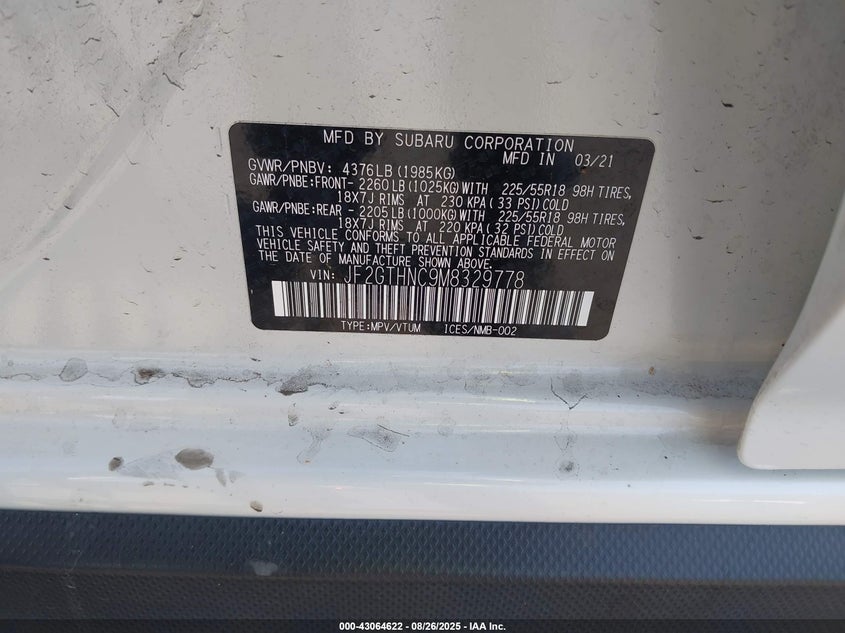 MFD BY SUBARU CORPORATION
MFD IN 03/21
GVWR/PNBV: 4376LB(1985KG)
GAWR/PNBE:FRONT- 2260LB(1025KG)WITH 225/55R18 98H TIRES,
18X7J RIMS AT 230 KPA(33 PSI)COLD
GAWR/PNBE:REAR - 2205LB(1000KG)WITH 225/55R18 98H TIRES,
18X7J RIMS AT 220 KPA(32 PSI)COLD
THIS VEHICLE CONFORMS TO ALL APPLICABLE FEDERAL MOTOR
VEHICLE SAFETY AND THEFT PREVENTION STANDARDS IN EFFECT ON
THE DATE OF MANUFACTURE SHOWN ABOVE.
VIN: JF2GTHNC9M8329778
TYPE:MPV/VTUM ICES/NMB-002
000-43064622 - 08/26/2025 - IAA Inc.